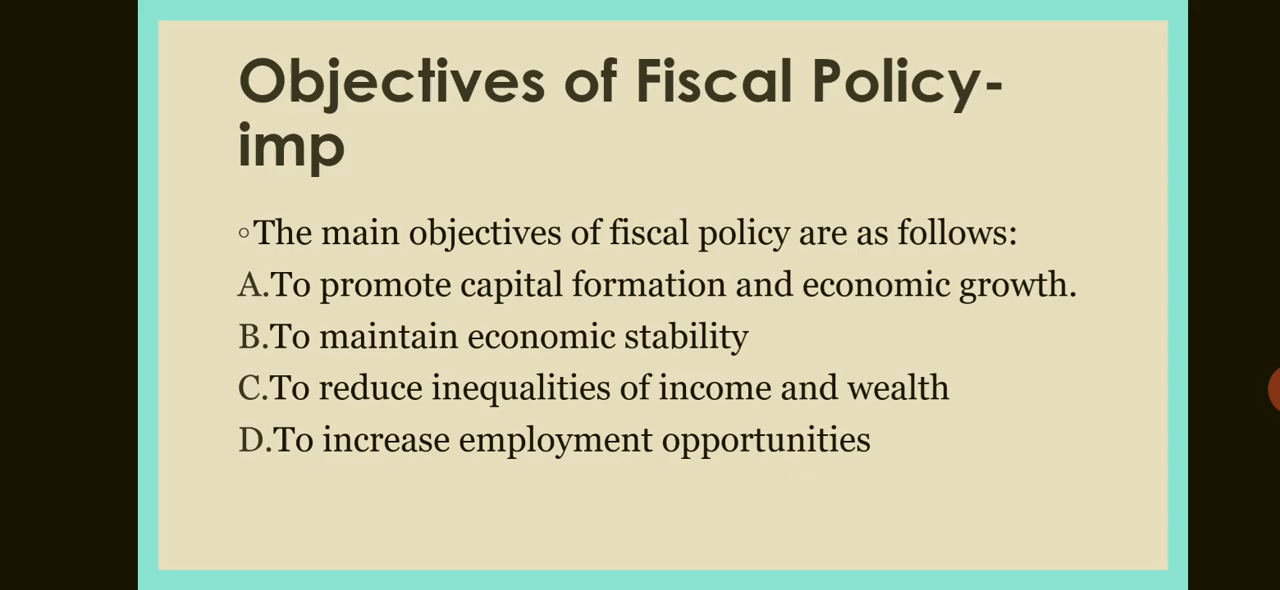 Objectives of Fiscal Policy-
imp
◦The main objectives of fiscal policy are as follows:
A.To promote capital formation and economic growth.
B.To maintain economic stability
C.To reduce inequalities of income and wealth
D.To increase employment opportunities